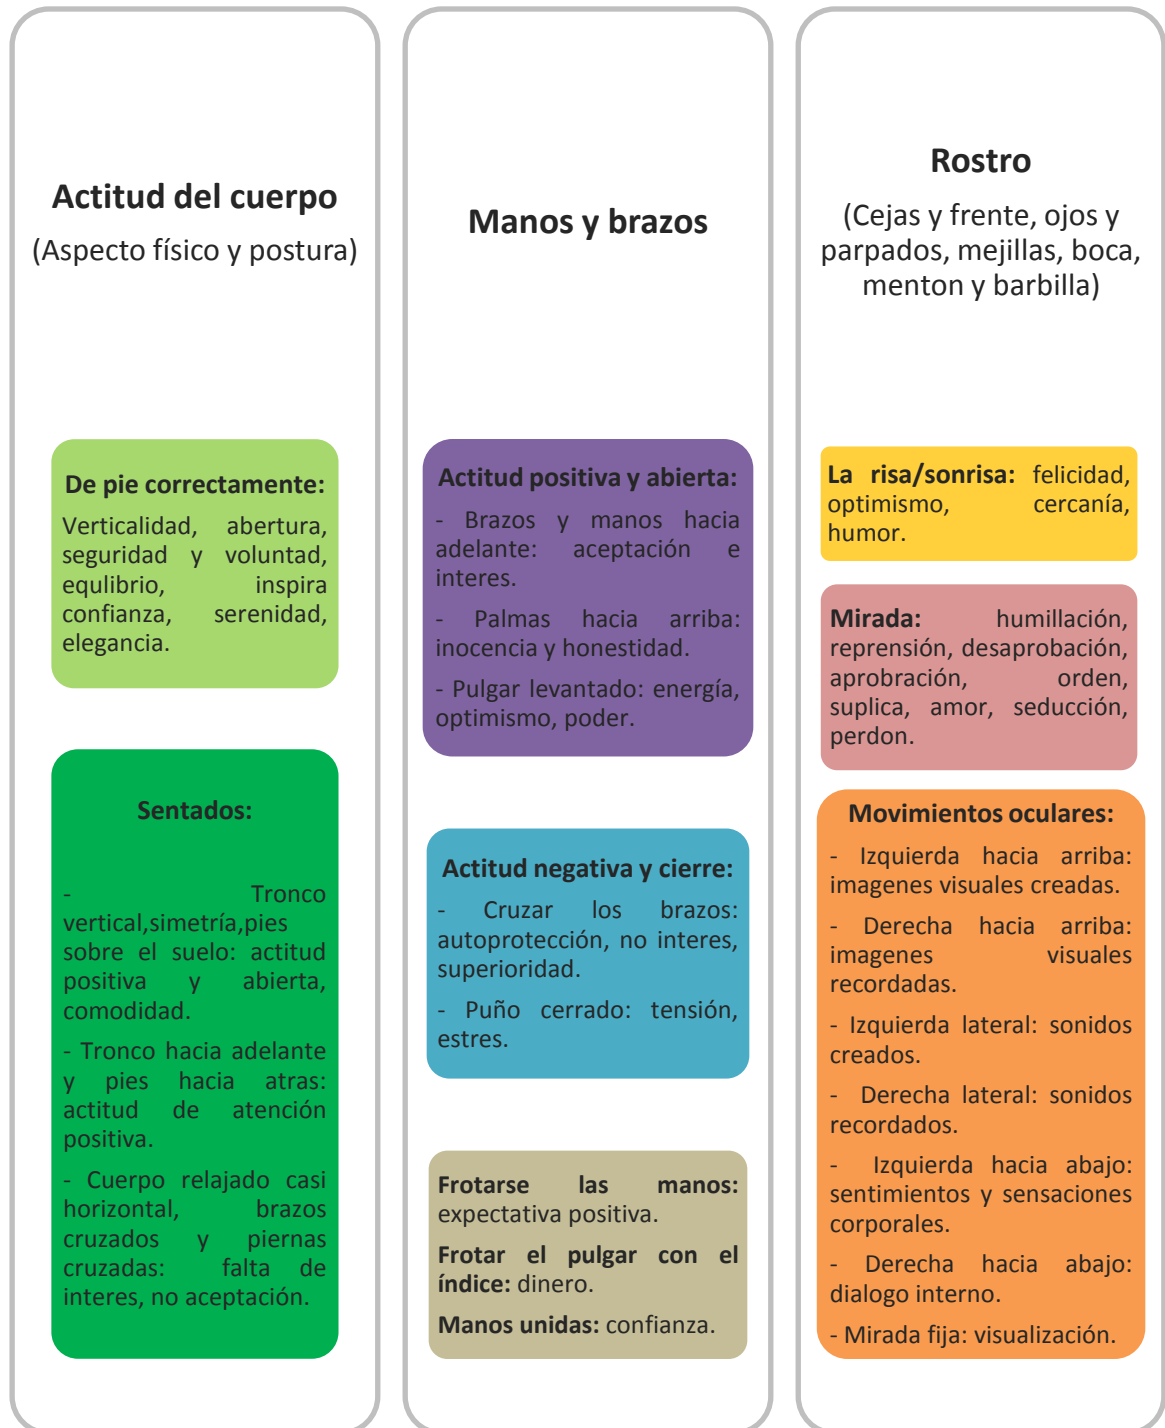 Actitud del cuerpo
(Aspecto físico y postura)
De pie correctamente:
Verticalidad, abertura,
seguridad y voluntad,
equlibrio, inspira
confianza, serenidad,
elegancia.
Sentados:
- Tronco
vertical,simetría,pies
sobre el suelo: actitud
positiva y abierta,
comodidad.
- Tronco hacia adelante
y pies hacia atras:
actitud de atención
positiva.
- Cuerpo relajado casi
horizontal, brazos
cruzados y piernas
cruzadas: falta de
interes, no aceptación.
Manos y brazos
Actitud positiva y abierta:
- Brazos y manos hacia
adelante: aceptación e
interes.
- Palmas hacia arriba:
inocencia y honestidad.
- Pulgar levantado: energía,
optimismo, poder.
Actitud negativa y cierre:
- Cruzar los brazos:
autoprotección, no interes,
superioridad.
- Puño cerrado: tensión,
estres.
Frotarse las manos:
expectativa positiva.
Frotar el pulgar con el
índice: dinero.
Manos unidas: confianza.
Rostro
(Cejas y frente, ojos y
parpados, mejillas, boca,
menton y barbilla)
La risa/sonrisa: felicidad,
optimismo, cercanía,
humor.
Mirada: humillación,
reprensión, desaprobación,
aprobración, orden,
suplica, amor, seducción,
perdon.
Movimientos oculares:
- Izquierda hacia arriba:
imagenes visuales creadas.
- Derecha hacia arriba:
imagenes visuales
recordadas.
- Izquierda lateral: sonidos
creados.
- Derecha lateral: sonidos
recordados.
- Izquierda hacia abajo:
sentimientos y sensaciones
corporales.
- Derecha hacia abajo:
dialogo interno.
- Mirada fija: visualización.